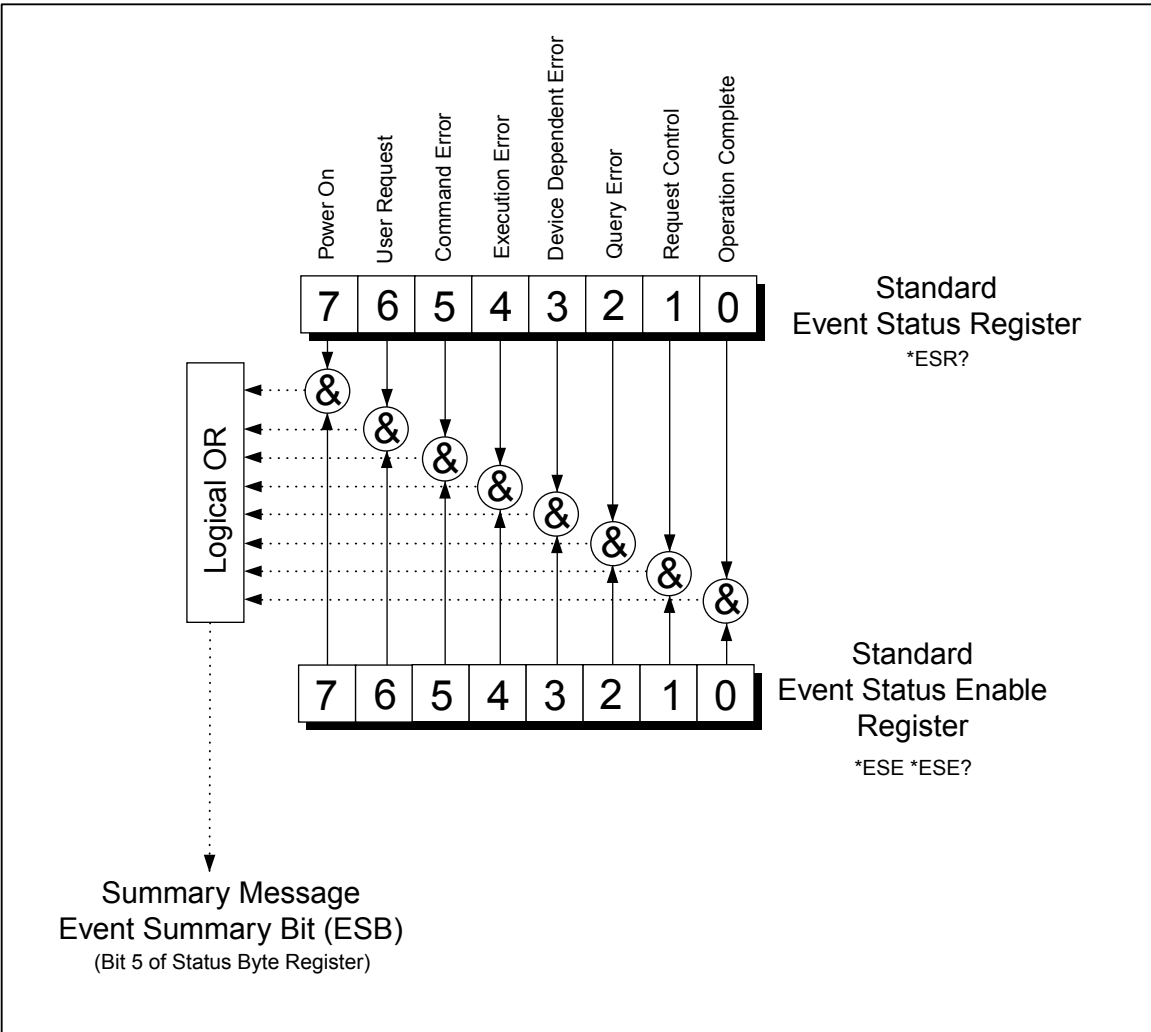 Power On
User Request
Command Error
Execution Error
Device Dependent Error
Query Error
Request Control
Operation Complete
7 6 5 4 3 2 1 0
Standard
Event Status Register
*ESR?
&
&
&
&
&
&
&
&
Logical OR
7 6 5 4 3 2 1 0
Standard
Event Status Enable
Register
*ESE *ESE?
Summary Message
Event Summary Bit (ESB)
(Bit 5 of Status Byte Register)